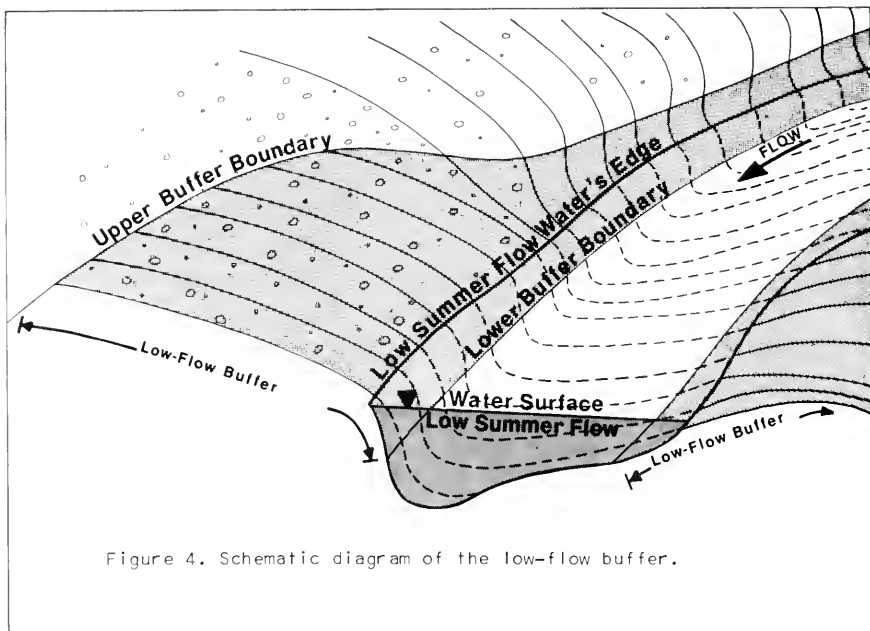 Upper Buffer Boundary
Low Summer Flow Water's Edge
FLOW
Lower Buffer Boundary
Low-Flow Buffer
Water Surface
Low Summer Flow
Low-Flow Buffer
Figure 4. Schematic diagram of the low-flow buffer.